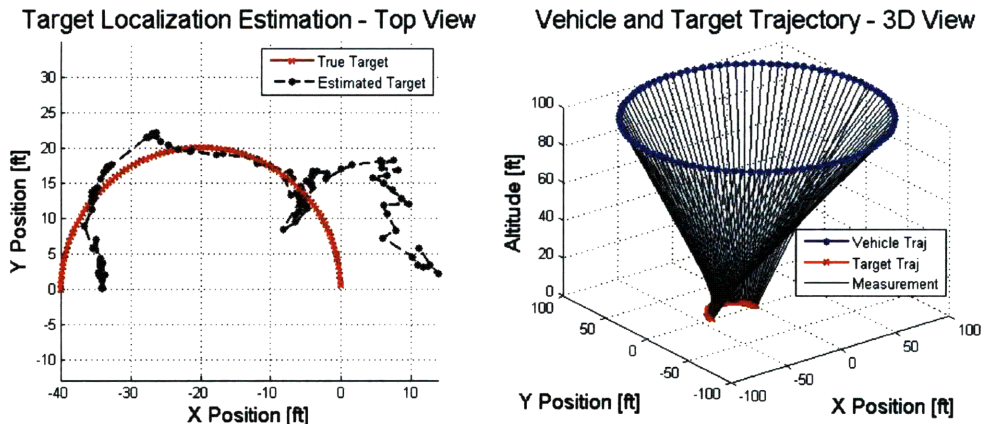 Target Localization Estimation - Top View
True Target
Estimated Target
Y Position [ft]
30
25
20
15
10
5
0
-5
-10
-40
-30
-20
-10
0
10
X Position [ft]
Vehicle and Target Trajectory - 3D View
Altitude [ft]
100
80
60
40
20
0
Vehicle Traj
Target Traj
Measurement
100
50
0
-50
-100
Y Position [ft]
-100
-50
0
50
100
X Position [ft]